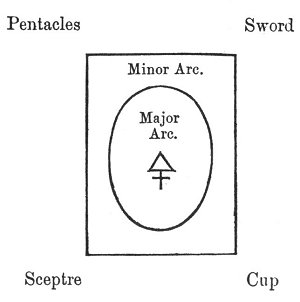 Pentacles Sword
Minor Arc.
Major
Arc.
Sceptre Cup